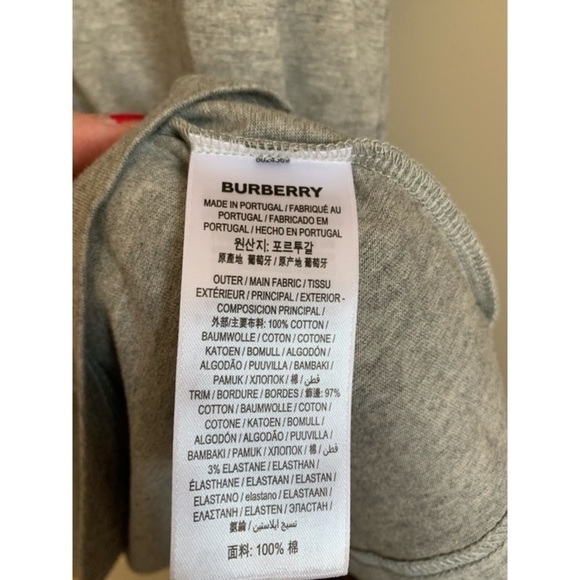 8024369
BURBERRY
MADE IN PORTUGAL / FABRIQUÉ AU
PORTUGAL / FABRICADO EM
PORTUGAL / HECHO EN PORTUGAL
원산지: 포르투갈
原產地 葡萄牙 / 原产地 葡萄牙
OUTER / MAIN FABRIC / TISSU
EXTÉRIEUR / PRINCIPAL / EXTERIOR -
COMPOSICION PRINCIPAL /
外部/主要布料: 100% COTTON /
BAUMWOLLE / COTON / COTONE /
KATOEN / BOMULL / ALGODÓN /
ALGODÃO / PUUVILLA / BAMBAKI /
PAMUK / ХЛОПОК / 棉 / قطن /
TRIM / BORDURE / BORDES / 飾邊: 97%
COTTON / BAUMWOLLE / COTON /
COTONE / KATOEN / BOMULL /
ALGODÓN / ALGODÃO / PUUVILLA /
BAMBAKI / PAMUK / ХЛОПОК / 棉 / قطن /
3% ELASTANE / ELASTHAN /
ÉLASTHANNE / ELASTAAN / ELASTAN /
ELASTANO / elastano / ELASTAANI /
ΕΛΑΣΤΑΝΗ / ELASTEN / ЭЛАСТАН /
氨綸 / نسيج ايلاستين /
面料: 100% 棉